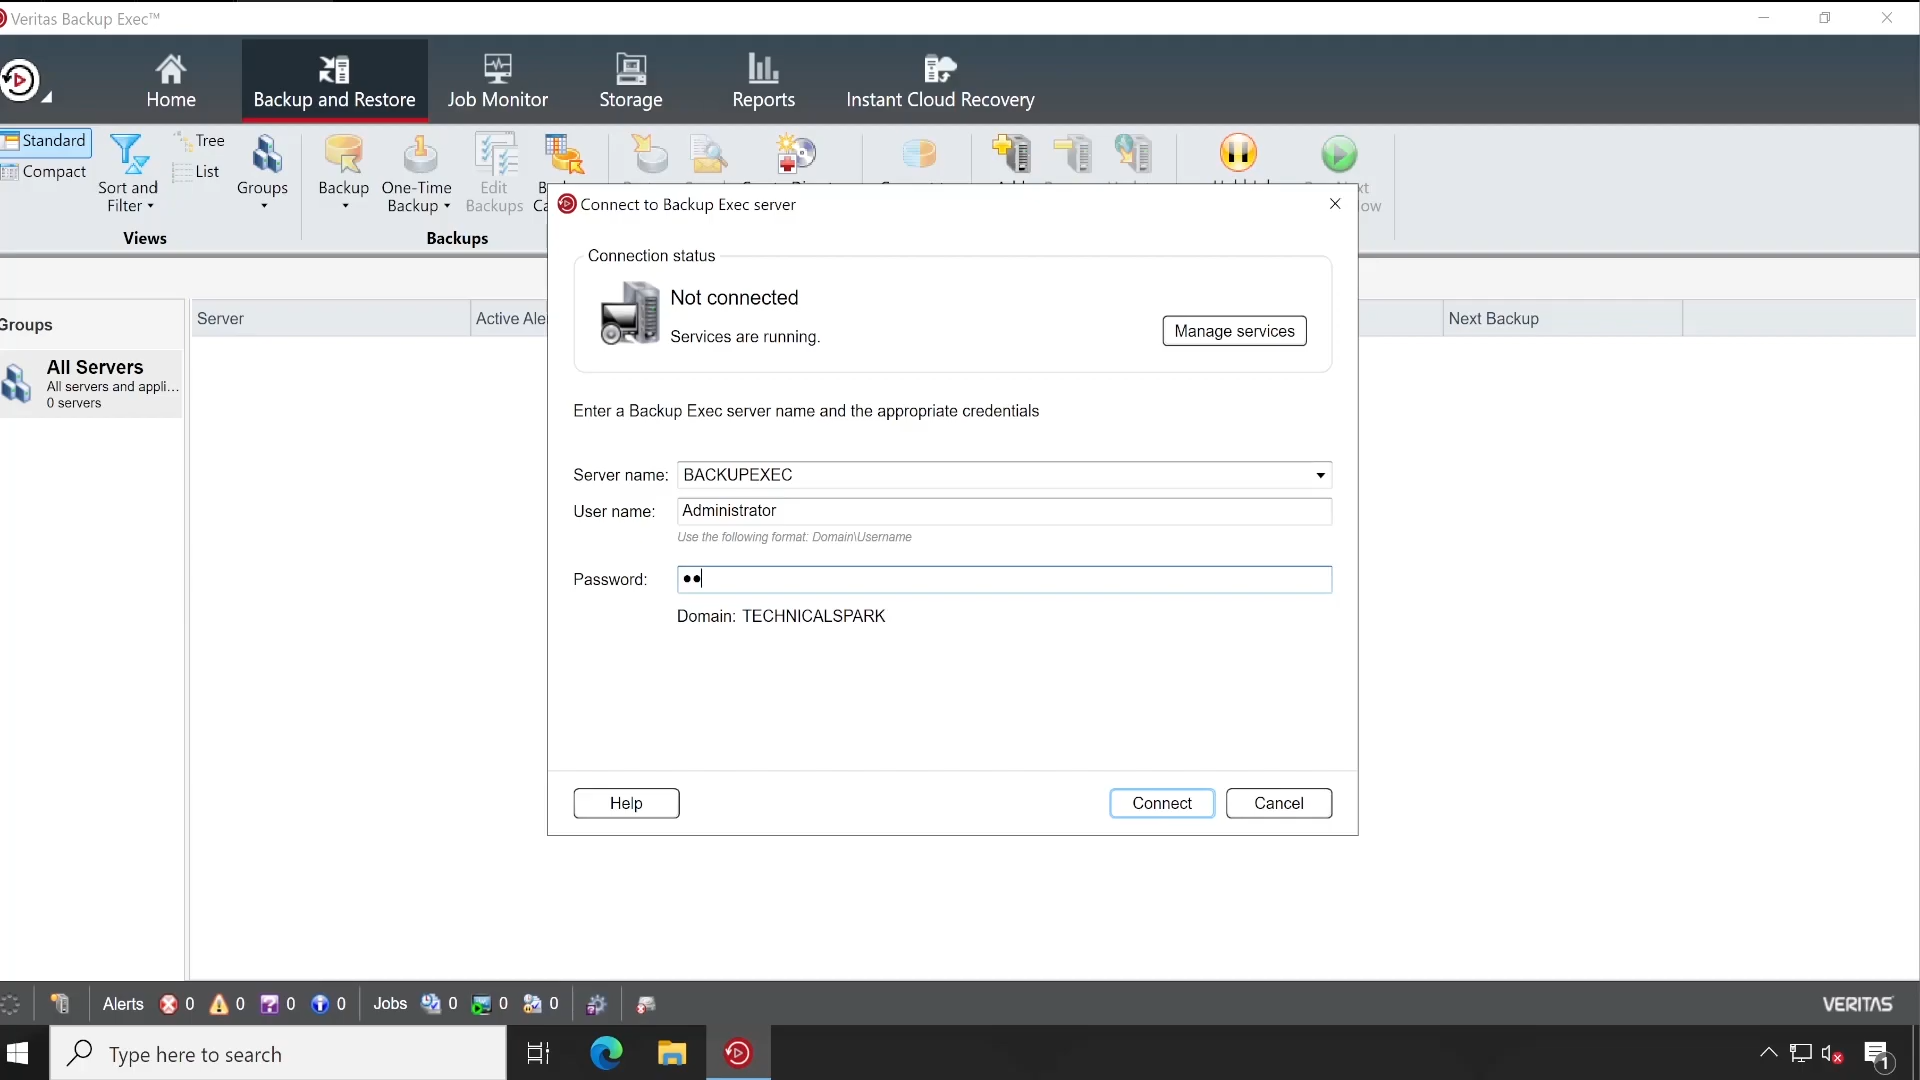 Veritas Backup Exec™
Home
Backup and Restore
Job Monitor
Storage
Reports
Instant Cloud Recovery
Standard
Compact
Sort and
Filter
Tree
List
Groups
Backup
One-Time
Backup
Edit
Backups
Views
Backups
Connect to Backup Exec server
Connection status
Not connected
Services are running.
Manage services
Enter a Backup Exec server name and the appropriate credentials
Server name: BACKUPEXEC
User name: Administrator
Use the following format: Domain\Username
Password: ●●
Domain: TECHNICALSPARK
Help
Connect
Cancel
Groups
All Servers
All servers and appli...
0 servers
Server
Active Ale
Next Backup
Alerts 0 0 0 0 Jobs 0 0 0
VERITAS
Type here to search
1